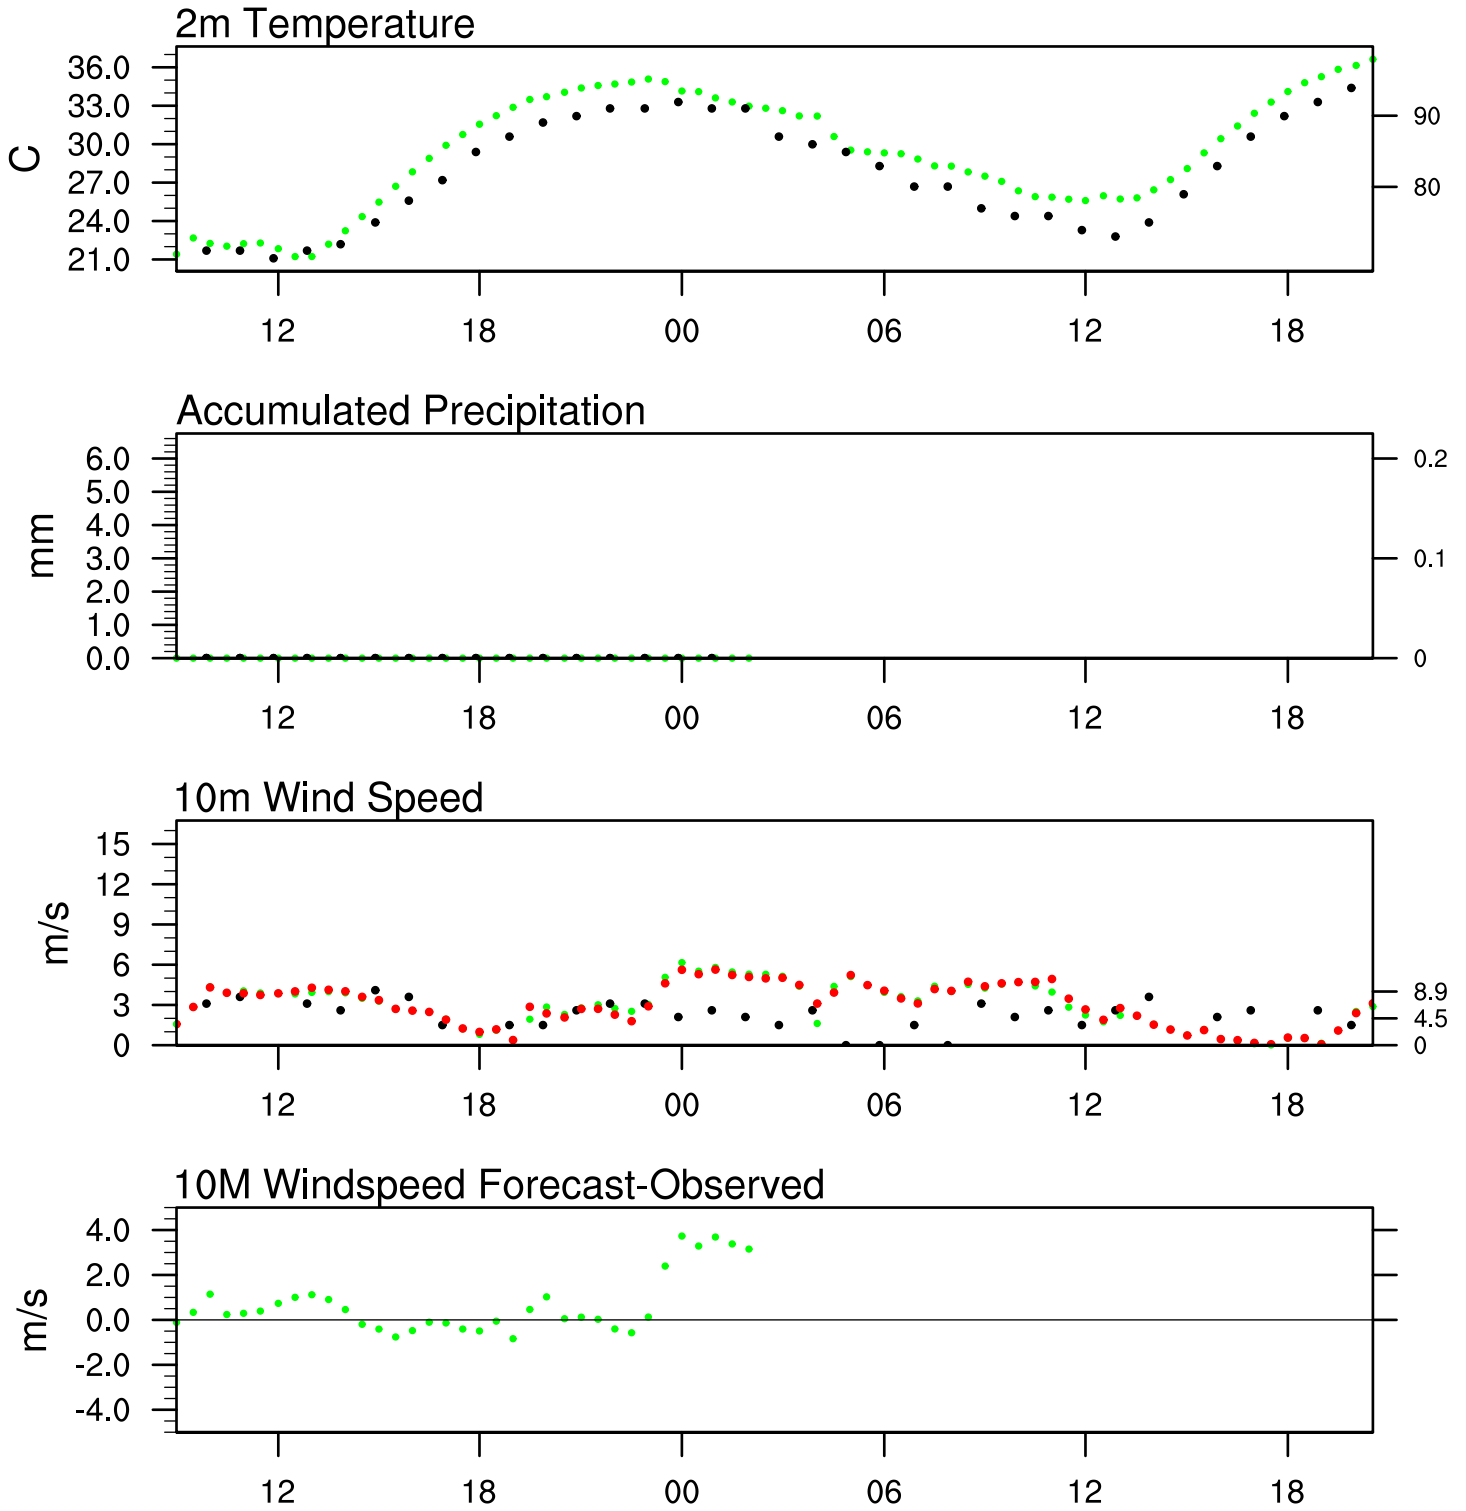 2m Temperature
36.0
33.0
30.0
27.0
24.0
21.0
C
90
80
12 18 00 06 12 18
Accumulated Precipitation
6.0
5.0
4.0
3.0
2.0
1.0
0.0
mm
0.2
0.1
0
12 18 00 06 12 18
10m Wind Speed
15
12
9
6
3
0
m/s
8.9
4.5
0
12 18 00 06 12 18
10M Windspeed Forecast-Observed
4.0
2.0
0.0
-2.0
-4.0
m/s
12 18 00 06 12 18